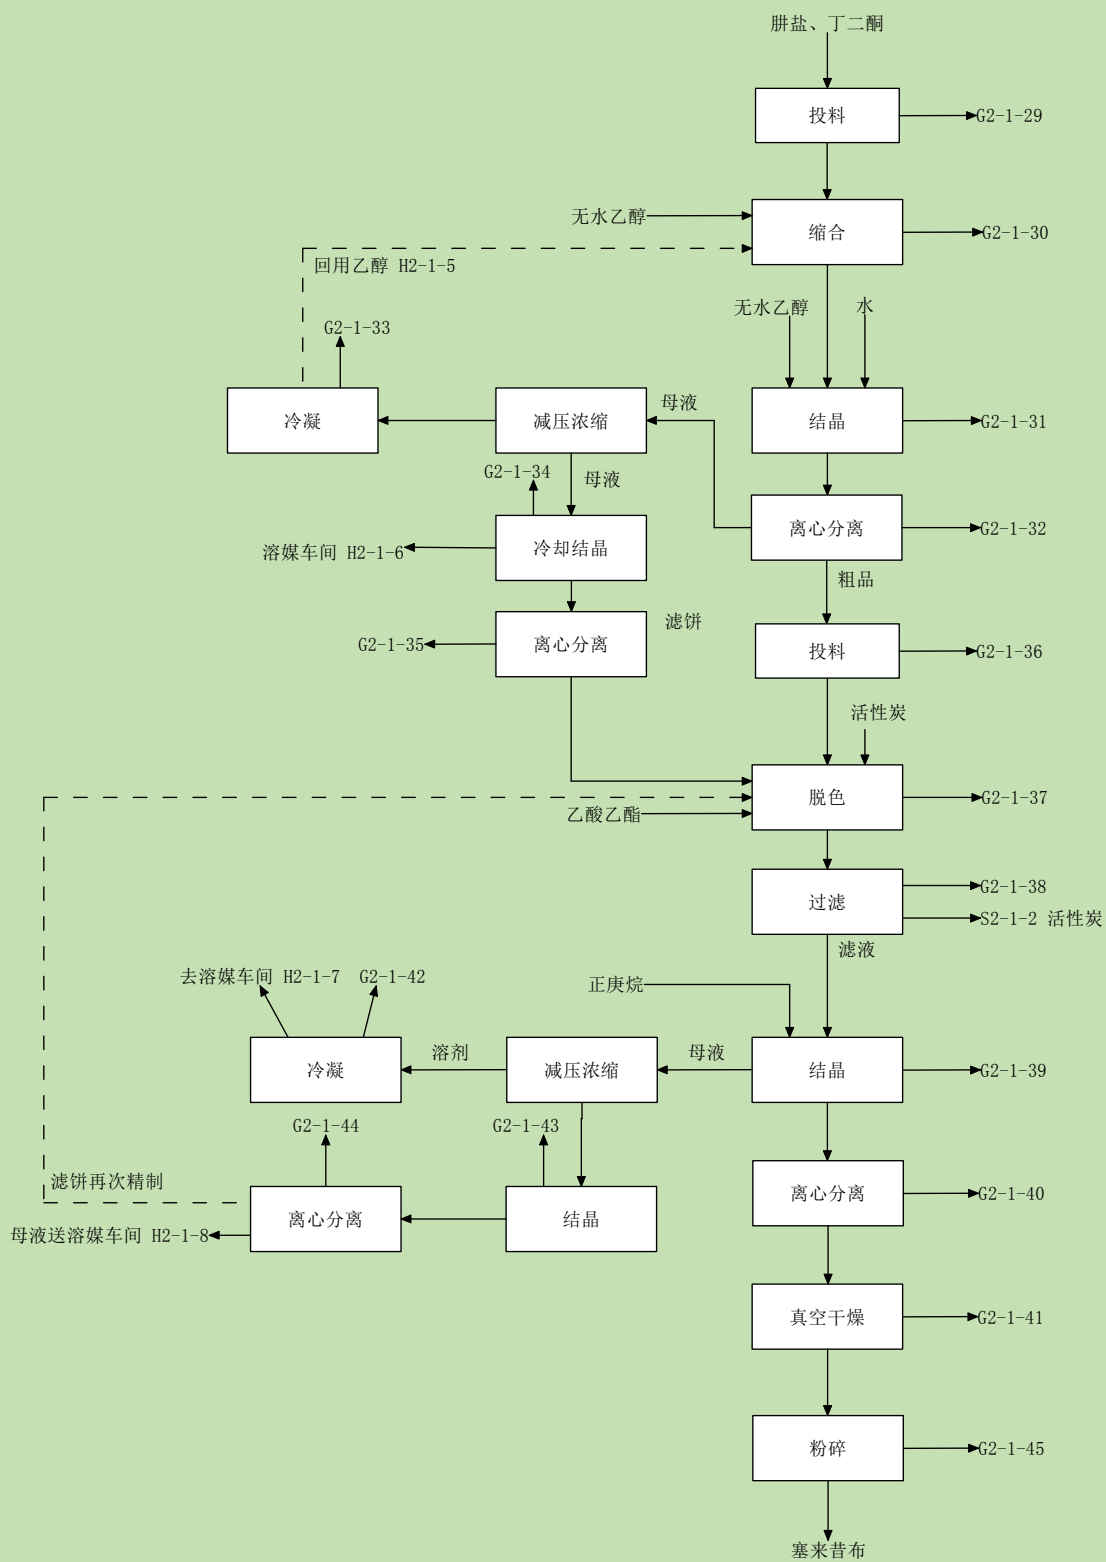 肼盐、丁二酮
投料
G2-1-29
无水乙醇
缩合
G2-1-30
回用乙醇 H2-1-5
无水乙醇
水
G2-1-33
冷凝
减压浓缩
母液
结晶
G2-1-31
G2-1-34
母液
溶媒车间 H2-1-6
冷却结晶
离心分离
G2-1-32
粗品
G2-1-35
离心分离
滤饼
投料
G2-1-36
活性炭
乙酸乙酯
脱色
G2-1-37
过滤
G2-1-38
S2-1-2 活性炭
滤液
去溶媒车间 H2-1-7
G2-1-42
正庚烷
冷凝
溶剂
减压浓缩
母液
结晶
G2-1-39
G2-1-44
G2-1-43
滤饼再次精制
离心分离
结晶
离心分离
G2-1-40
母液送溶媒车间 H2-1-8
真空干燥
G2-1-41
粉碎
G2-1-45
塞来昔布